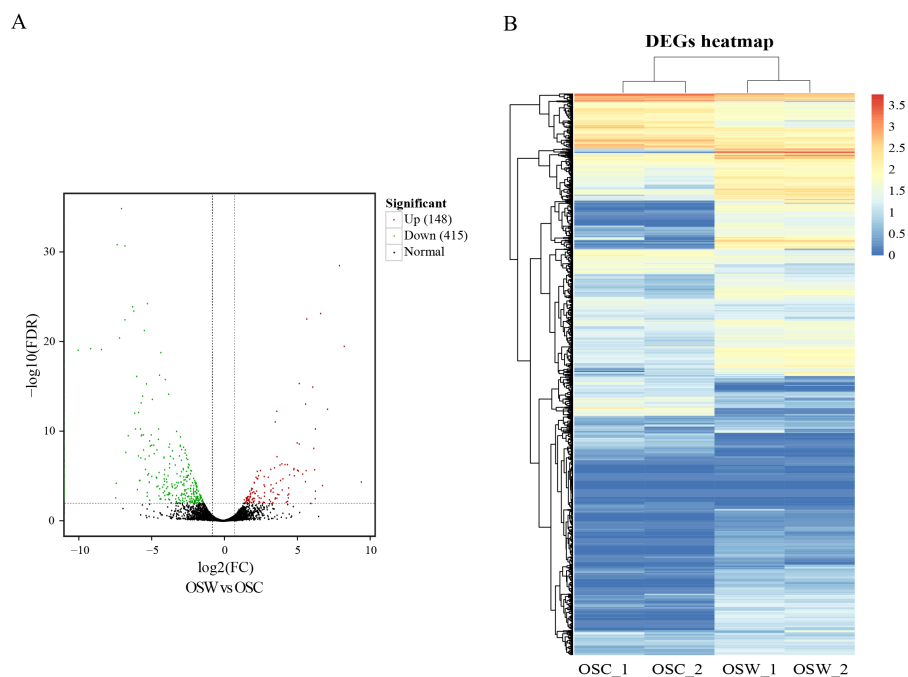 A
B
DEGs heatmap
Significant
Up (148)
Down (415)
Normal
30
20
10
0
−log10(FDR)
−10
−5
0
5
10
log2(FC)
OSW vs OSC
3.5
3
2.5
2
1.5
1
0.5
0
OSC_1
OSC_2
OSW_1
OSW_2